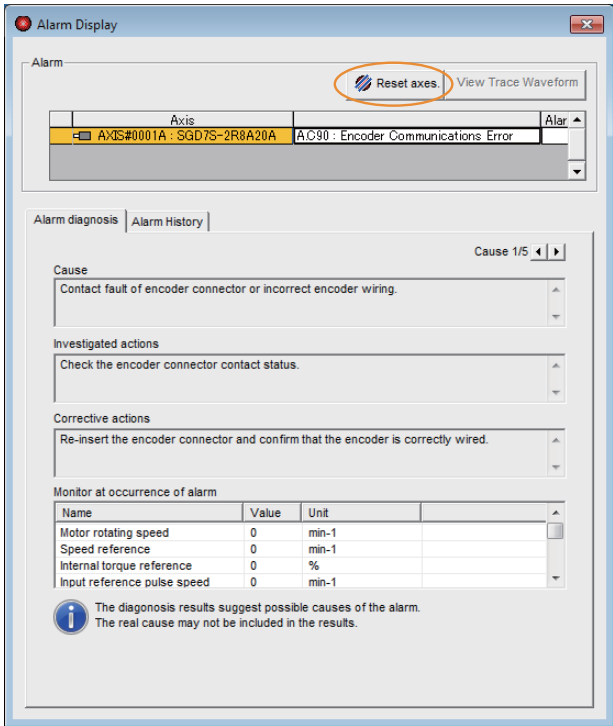 Alarm Display
Alarm
Reset axes.
View Trace Waveform
Axis
Alar
AXIS#0001A : SGD7S-2R8A20A
A.C90 : Encoder Communications Error
Alarm diagnosis
Alarm History
Cause 1/5
Cause
Contact fault of encoder connector or incorrect encoder wiring.
Investigated actions
Check the encoder connector contact status.
Corrective actions
Re-insert the encoder connector and confirm that the encoder is correctly wired.
Monitor at occurrence of alarm
Name Value Unit
Motor rotating speed 0 min-1
Speed reference 0 min-1
Internal torque reference 0 %
Input reference pulse speed 0 min-1
The diagonosis results suggest possible causes of the alarm.
The real cause may not be included in the results.